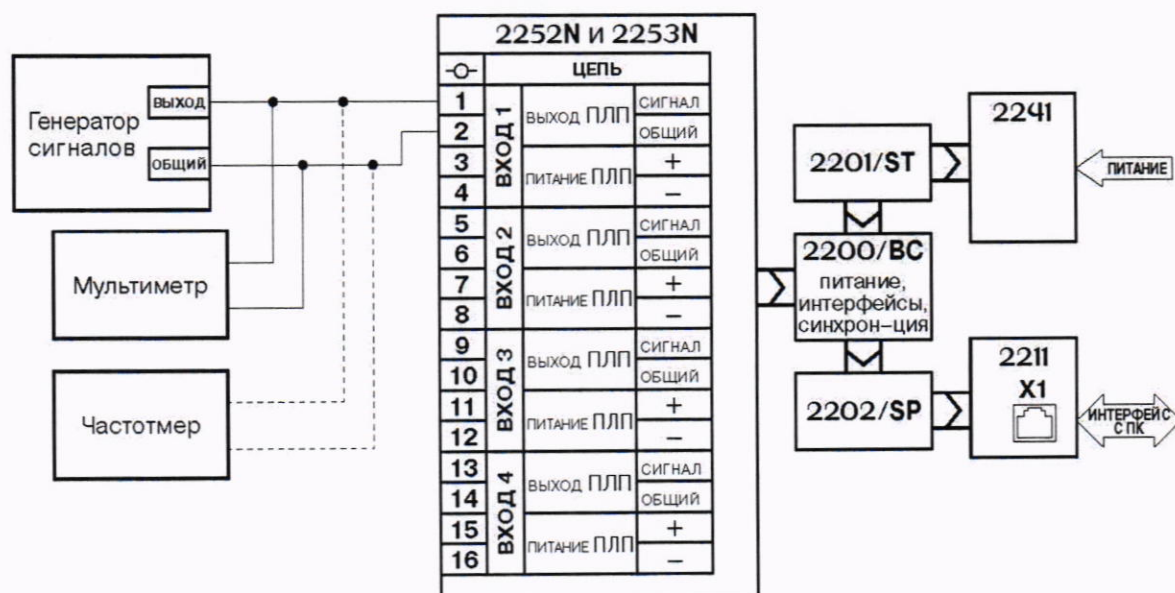 2252N И 2253N
ЦЕПЬ
Генератор
сигналов
ВЫХОД
ОБЩИЙ
Мультиметр
Частотмер
1
2
3
4
5
6
7
8
9
10
11
12
13
14
15
16
ВХОД 1
ВЫХОД ПЛП
СИГНАЛ
ОБЩИЙ
ПИТАНИЕ ПЛП
+
–
ВХОД 2
ВЫХОД ПЛП
СИГНАЛ
ОБЩИЙ
ПИТАНИЕ ПЛП
+
–
ВХОД 3
ВЫХОД ПЛП
СИГНАЛ
ОБЩИЙ
ПИТАНИЕ ПЛП
+
–
ВХОД 4
ВЫХОД ПЛП
СИГНАЛ
ОБЩИЙ
ПИТАНИЕ ПЛП
+
–
2201/ST
2241
ПИТАНИЕ
2200/BC
питание,
интерфейсы,
синхрон–ция
2202/SP
2211
X1
ИНТЕРФЕЙС
С ПК